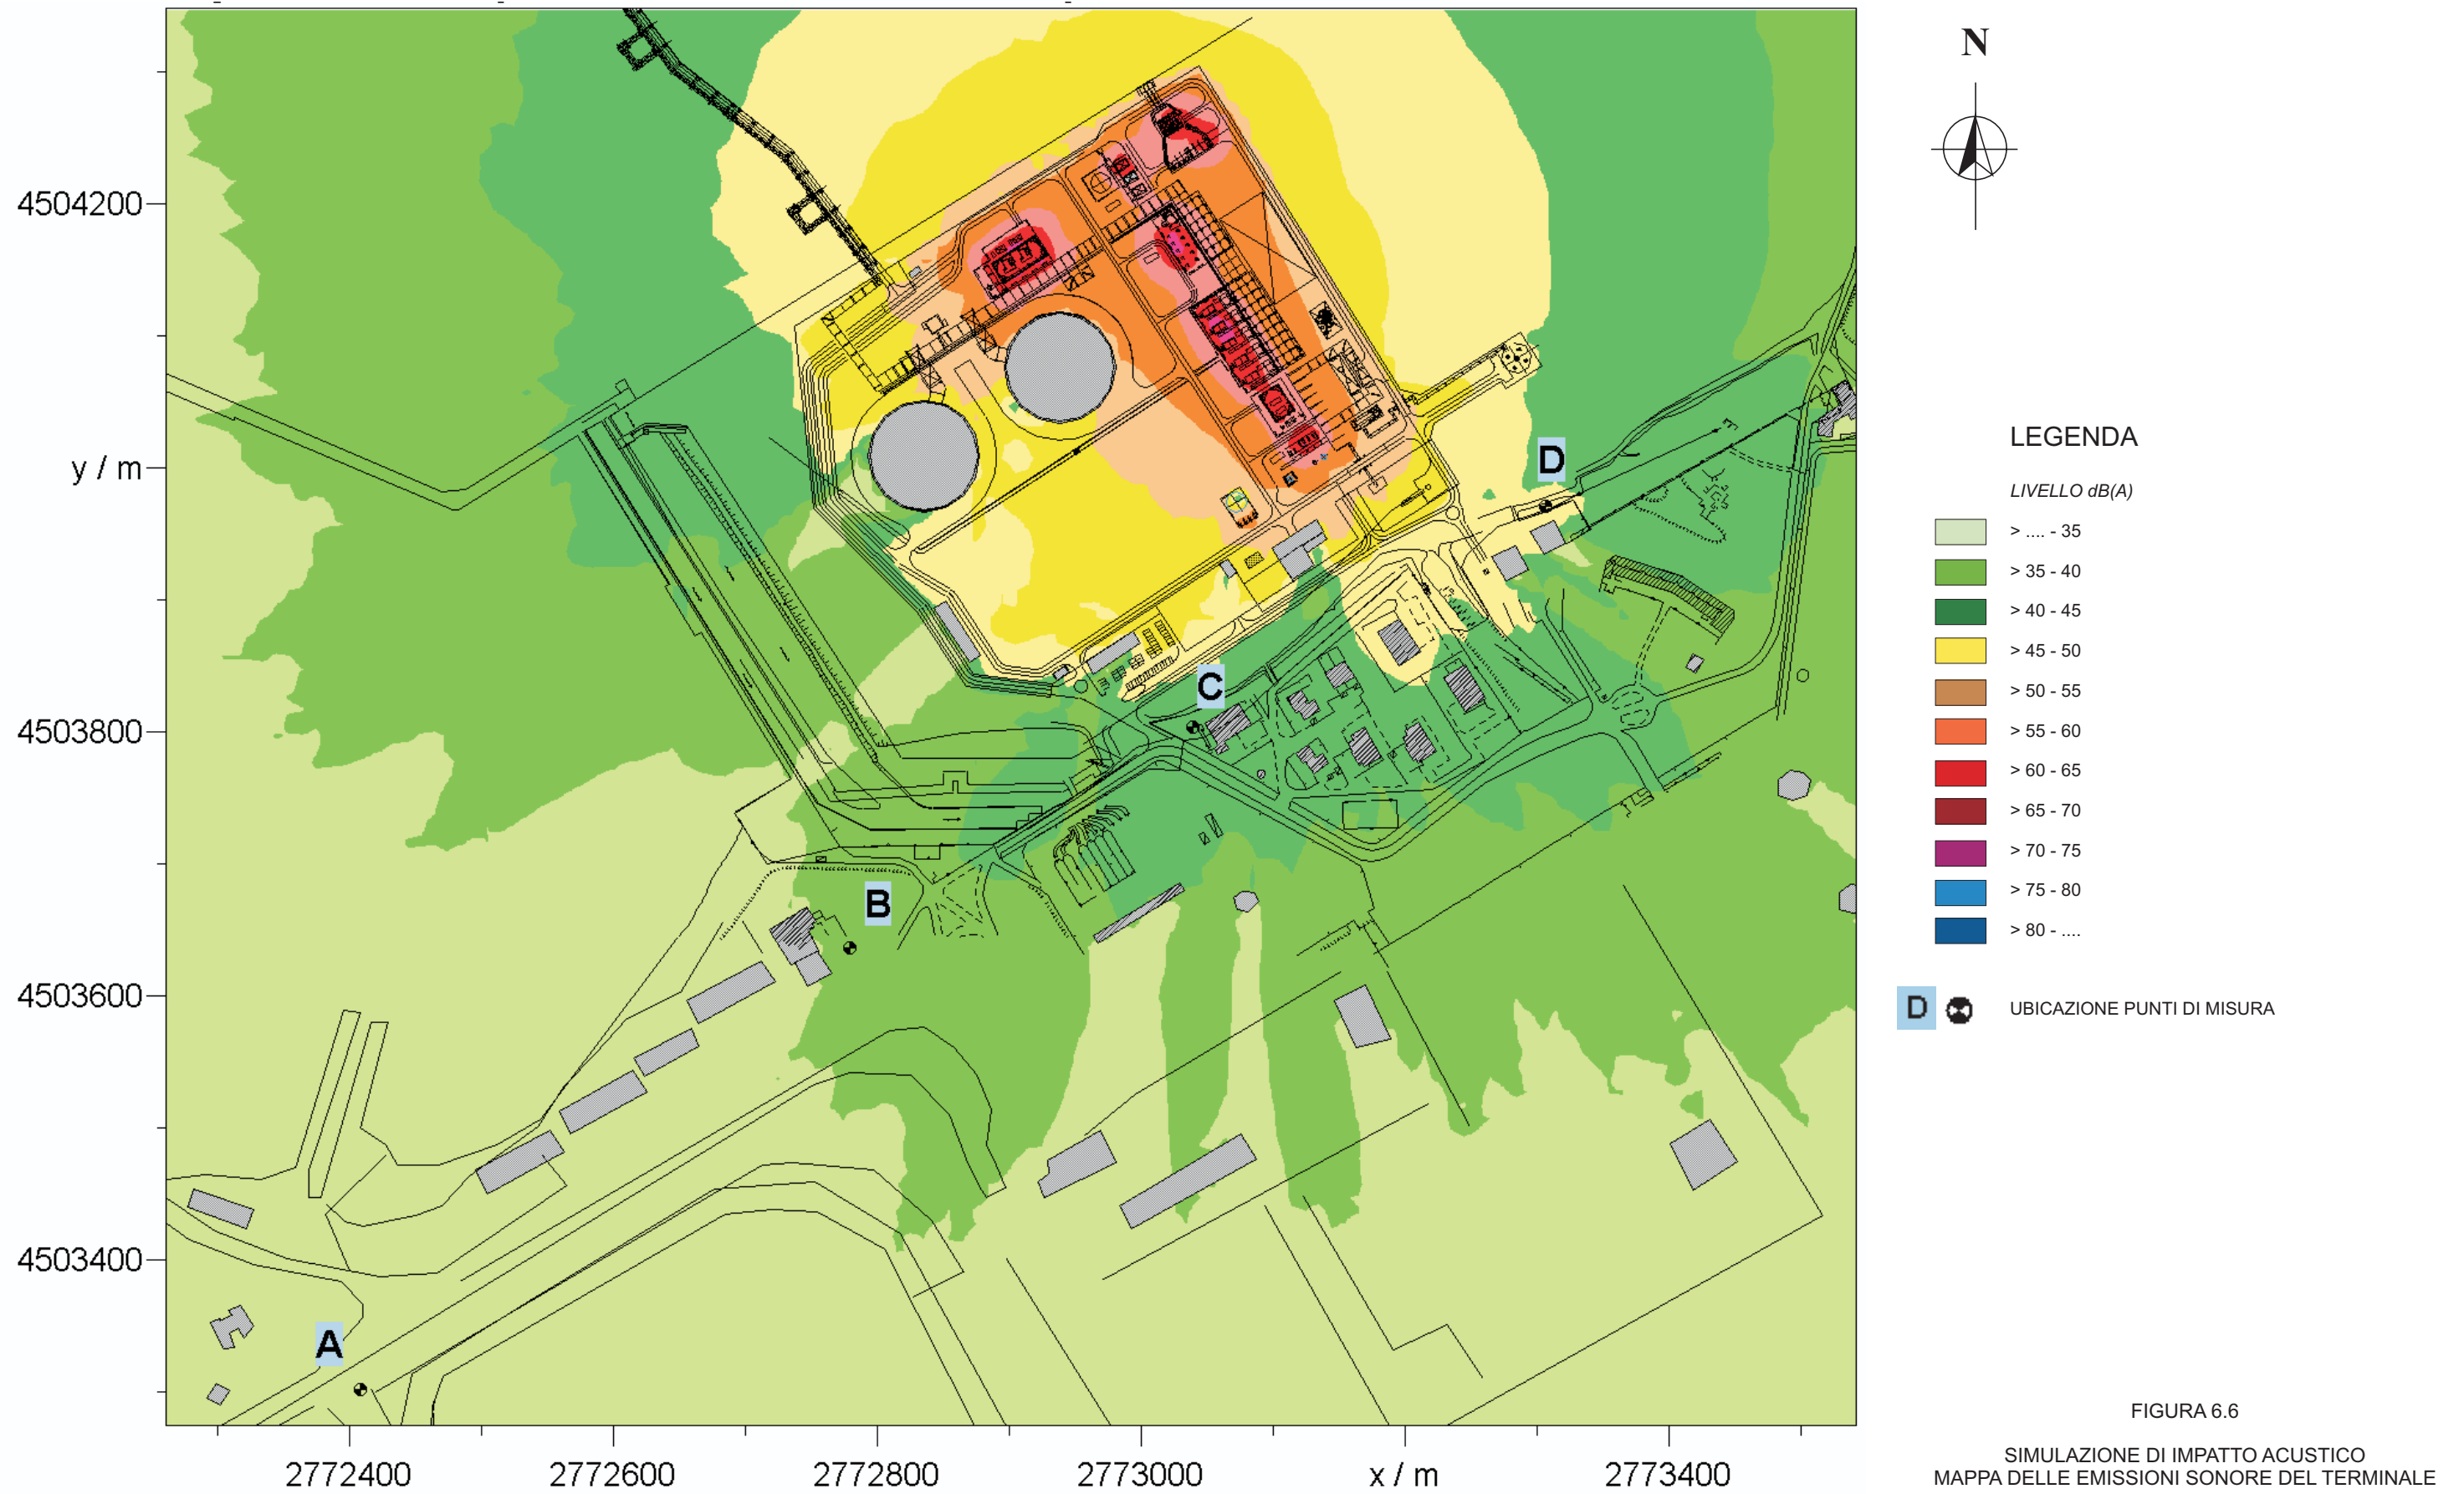 N
4504200
y / m
4503800
4503600
4503400
2772400
2772600
2772800
2773000
x / m
2773400
D
C
B
A
LEGENDA
LIVELLO dB(A)
> .... - 35
> 35 - 40
> 40 - 45
> 45 - 50
> 50 - 55
> 55 - 60
> 60 - 65
> 65 - 70
> 70 - 75
> 75 - 80
> 80 - ....
D UBICAZIONE PUNTI DI MISURA
FIGURA 6.6
SIMULAZIONE DI IMPATTO ACUSTICO
MAPPA DELLE EMISSIONI SONORE DEL TERMINALE